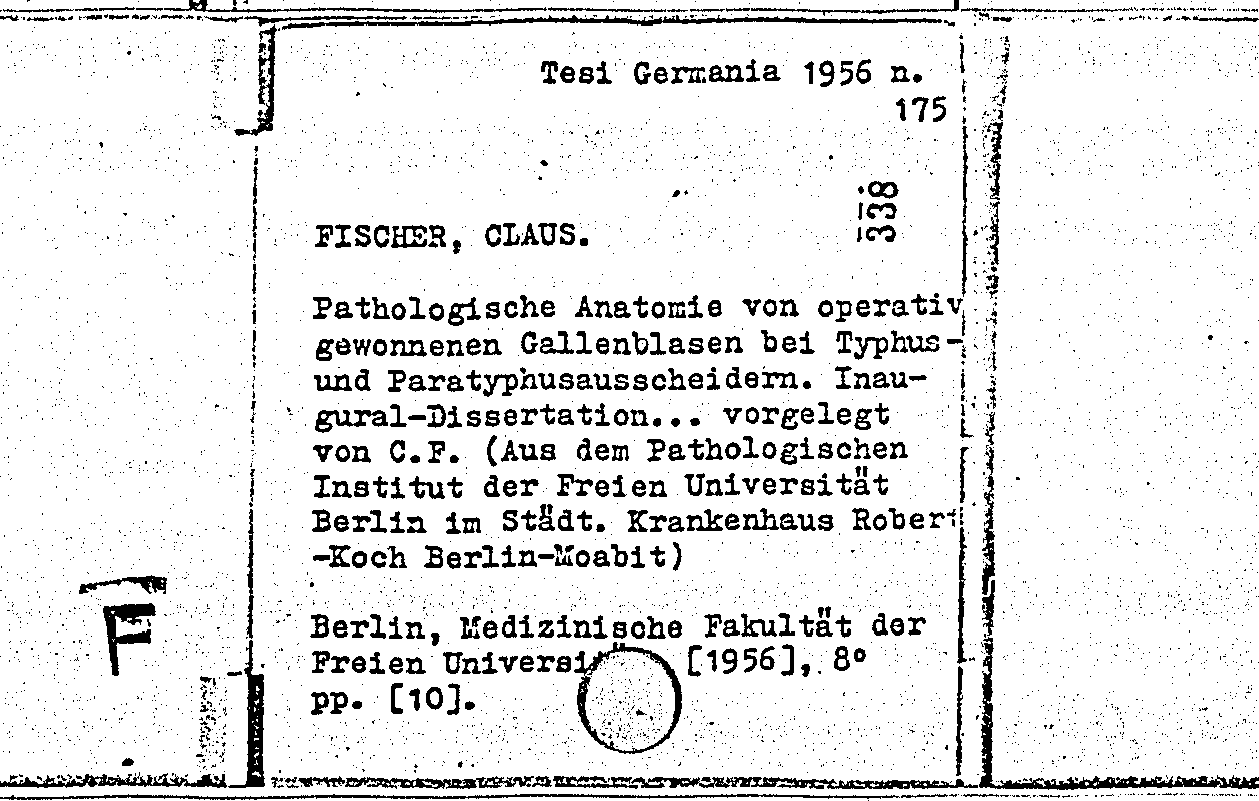 Tesi Germania 1956 n.
175
338
FISCHER, CLAUS.
Pathologische Anatomie von operativ
gewonnenen Gallenblasen bei Typhus-
und Paratyphusausscheidern. Inau-
gural-Dissertation... vorgelegt
von C.F. (Aus dem Pathologischen
Institut der Freien Universität
Berlin im Städt. Krankenhaus Robert
-Koch Berlin-Moabit)
F
Berlin, Medizinische Fakultät der
Freien [1956], 8°
pp. [10].